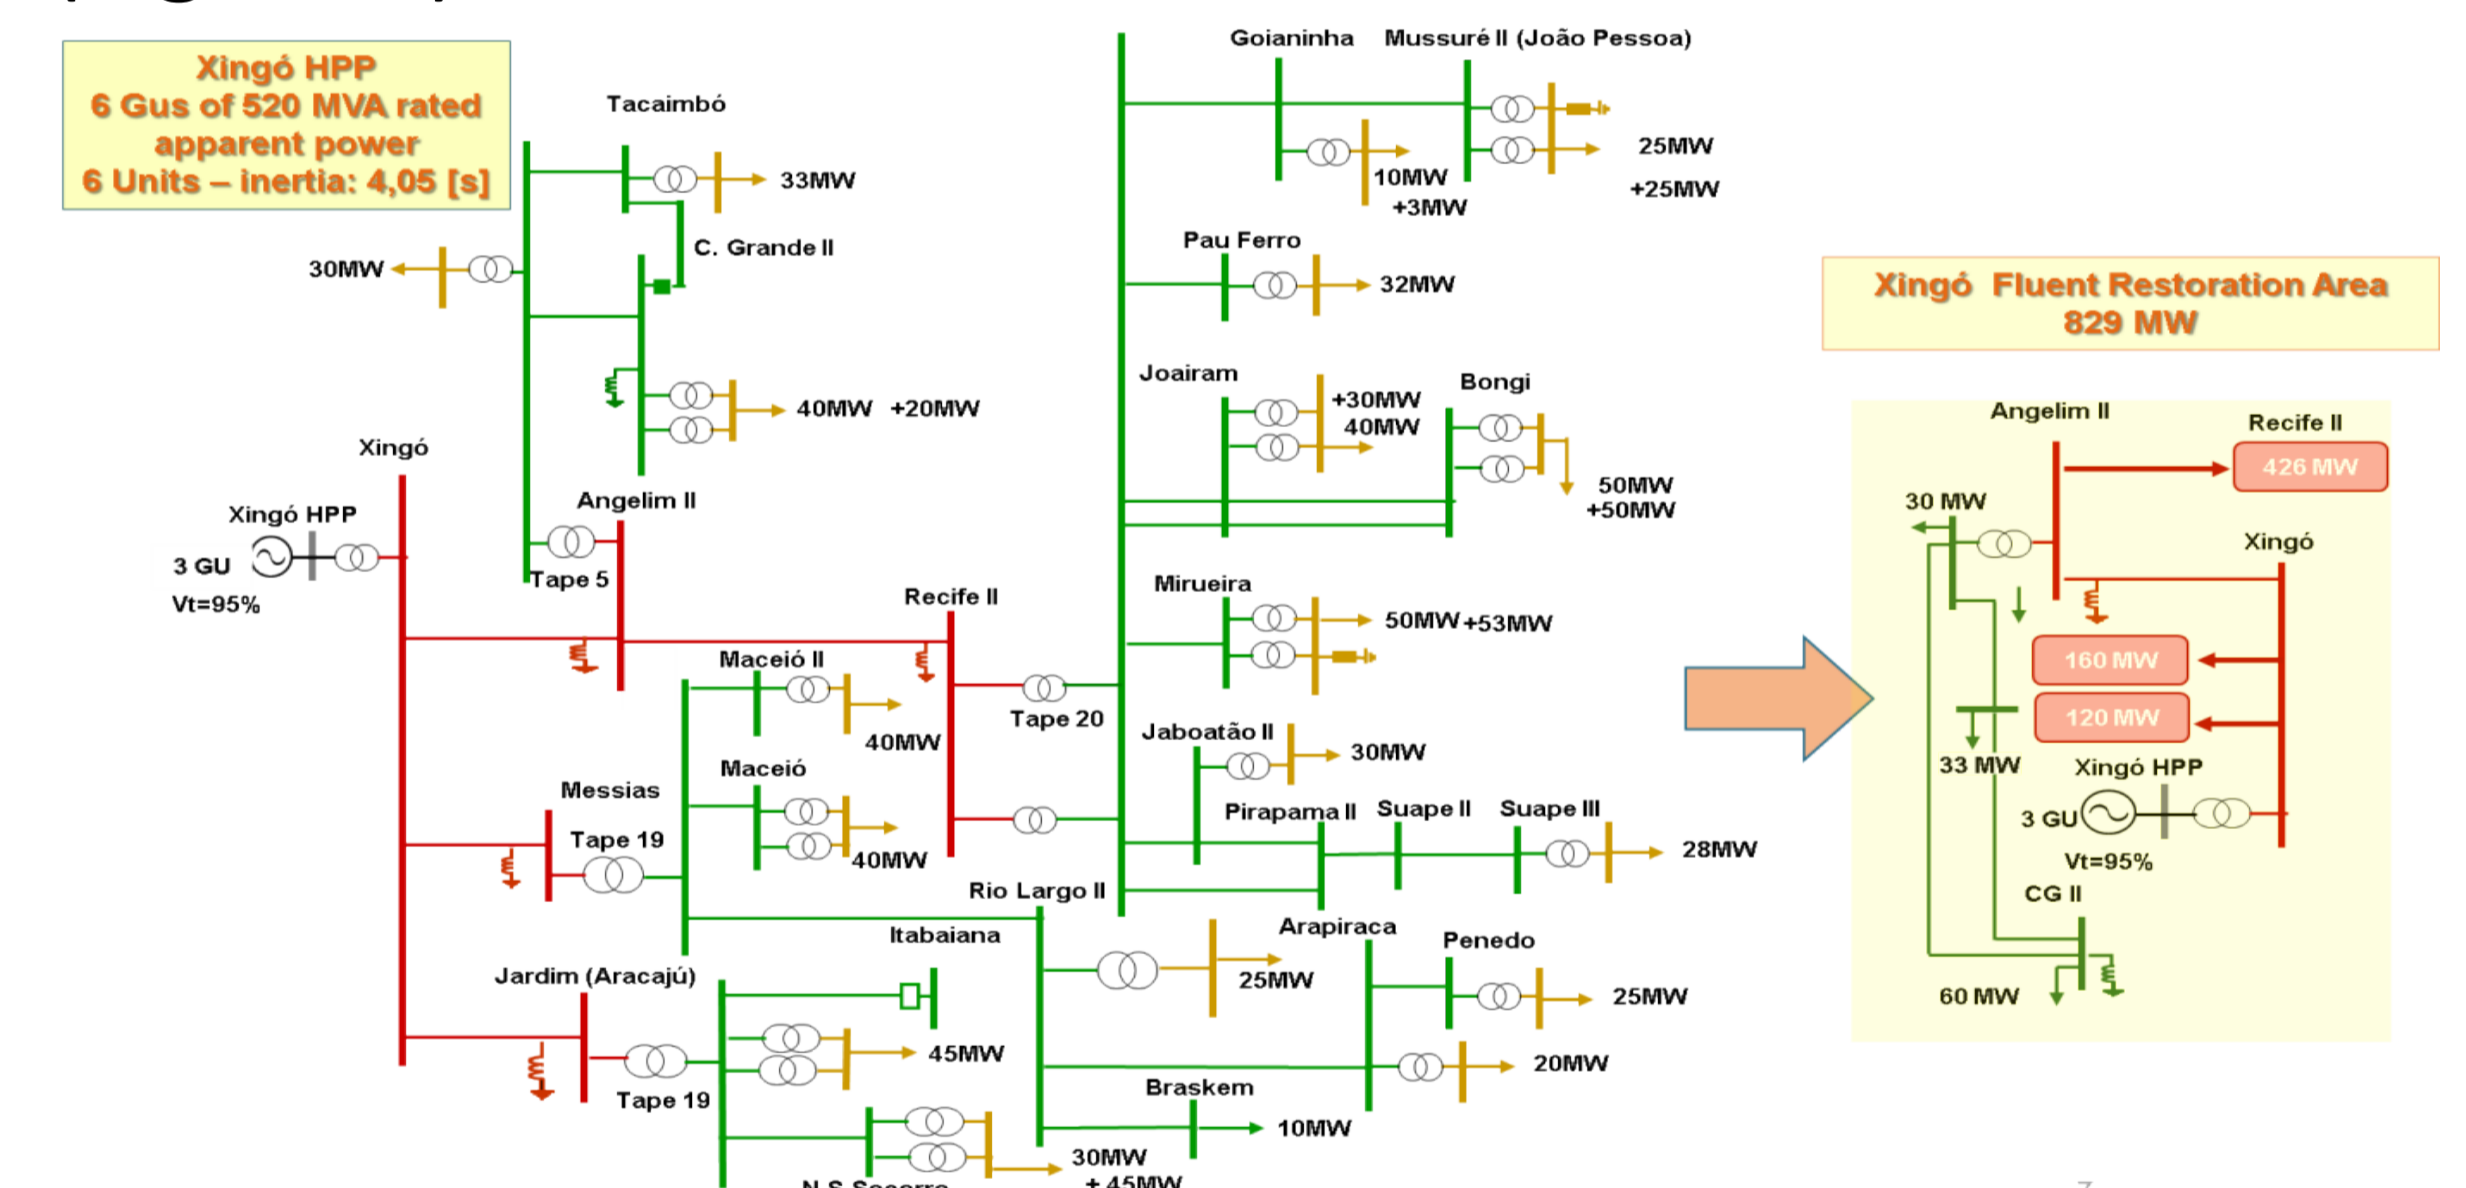 Xingó HPP
6 Gus of 520 MVA rated
apparent power
6 Units – inertia: 4,05 [s]
Tacaimbó
33MW
C. Grande II
30MW
40MW +20MW
Xingó
Angelim II
Xingó HPP
3 GU
Vt=95%
Tape 5
Recife II
Maceió II
40MW
Tape 20
Maceió
40MW
Messias
Tape 19
Rio Largo II
Itabaiana
Jardim (Aracajú)
Tape 19
45MW
30MW
+ 45MW
Goianinha
Mussuré II (João Pessoa)
10MW
+3MW
25MW
+25MW
Pau Ferro
32MW
Joairam
+30MW
40MW
Bongi
50MW
+50MW
Mirueira
50MW+53MW
Jaboatão II
30MW
Pirapama II
Suape II
Suape III
28MW
25MW
Arapiraca
Penedo
25MW
20MW
Braskem
10MW
Xingó Fluent Restoration Area
829 MW
Angelim II
Recife II
426 MW
30 MW
Xingó
160 MW
120 MW
33 MW
Xingó HPP
3 GU
Vt=95%
CG II
60 MW